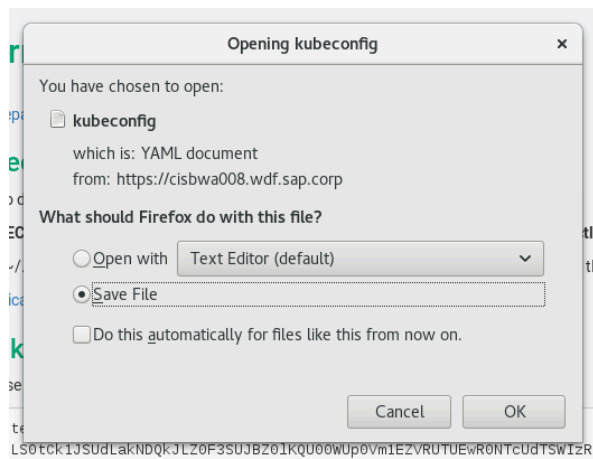 Opening kubeconfig
You have chosen to open:
kubeconfig
which is: YAML document
from: https://cisbwa008.wdf.sap.corp
What should Firefox do with this file?
Open with Text Editor (default)
Save File
Do this automatically for files like this from now on.
Cancel OK